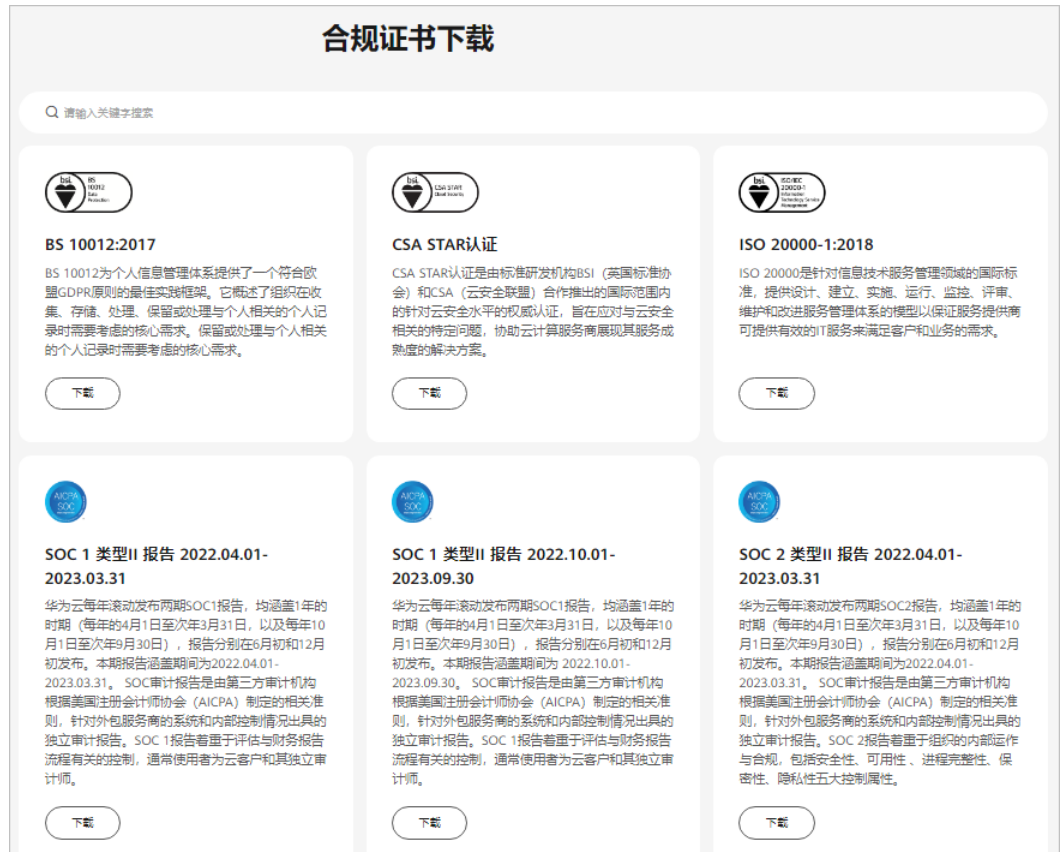 合规证书下载
请输入关键字搜索
bsi.
BS
10012
Data
Protection
BS 10012:2017
BS 10012为个人信息管理体系提供了一个符合欧
盟GDPR原则的最佳实践框架。它概述了组织在收
集、存储、处理、保留或处理与个人相关的个人记
录时需要考虑的核心需求。保留或处理与个人相关
的个人记录时需要考虑的核心需求。
下载
bsi.
CSA STAR
Cloud Security
CSA STAR认证
CSA STAR认证是由标准研发机构BSI（英国标准协
会）和CSA（云安全联盟）合作推出的国际范围内
的针对云安全水平的权威认证，旨在应对与云安全
相关的特定问题，协助云计算服务商展现其服务成
熟度的解决方案。
下载
bsi.
ISO/IEC
20000-1
Information
Technology Service
Management
ISO 20000-1:2018
ISO 20000是针对信息技术服务管理领域的国际标
准，提供设计、建立、实施、运行、监控、评审、
维护和改进服务管理体系的模型以保证服务提供商
可提供有效的IT服务来满足客户和业务的需求。
下载
AICPA
SOC
SOC 1 类型II 报告 2022.04.01-
2023.03.31
华为云每年滚动发布两期SOC1报告，均涵盖1年的
时期（每年的4月1日至次年3月31日，以及每年10
月1日至次年9月30日），报告分别在6月初和12月
初发布。本期报告涵盖期间为2022.04.01-
2023.03.31。 SOC审计报告是由第三方审计机构
根据美国注册会计师协会（AICPA）制定的相关准
则，针对外包服务商的系统和内部控制情况出具的
独立审计报告。SOC 1报告着重于评估与财务报告
流程有关的控制，通常使用者为云客户和其独立审
计师。
下载
AICPA
SOC
SOC 1 类型II 报告 2022.10.01-
2023.09.30
华为云每年滚动发布两期SOC1报告，均涵盖1年的
时期（每年的4月1日至次年3月31日，以及每年10
月1日至次年9月30日），报告分别在6月初和12月
初发布。本期报告涵盖期间为 2022.10.01-
2023.09.30。 SOC审计报告是由第三方审计机构
根据美国注册会计师协会（AICPA）制定的相关准
则，针对外包服务商的系统和内部控制情况出具的
独立审计报告。SOC 1报告着重于评估与财务报告
流程有关的控制，通常使用者为云客户和其独立审
计师。
下载
AICPA
SOC
SOC 2 类型II 报告 2022.04.01-
2023.03.31
华为云每年滚动发布两期SOC2报告，均涵盖1年的
时期（每年的4月1日至次年3月31日，以及每年10
月1日至次年9月30日），报告分别在6月初和12月
初发布。本期报告涵盖期间为2022.04.01-
2023.03.31。 SOC审计报告是由第三方审计机构
根据美国注册会计师协会（AICPA）制定的相关准
则，针对外包服务商的系统和内部控制情况出具的
独立审计报告。SOC 2报告着重于组织的内部运作
与合规，包括安全性、可用性 、进程完整性、保
密性、隐私性五大控制属性。
下载